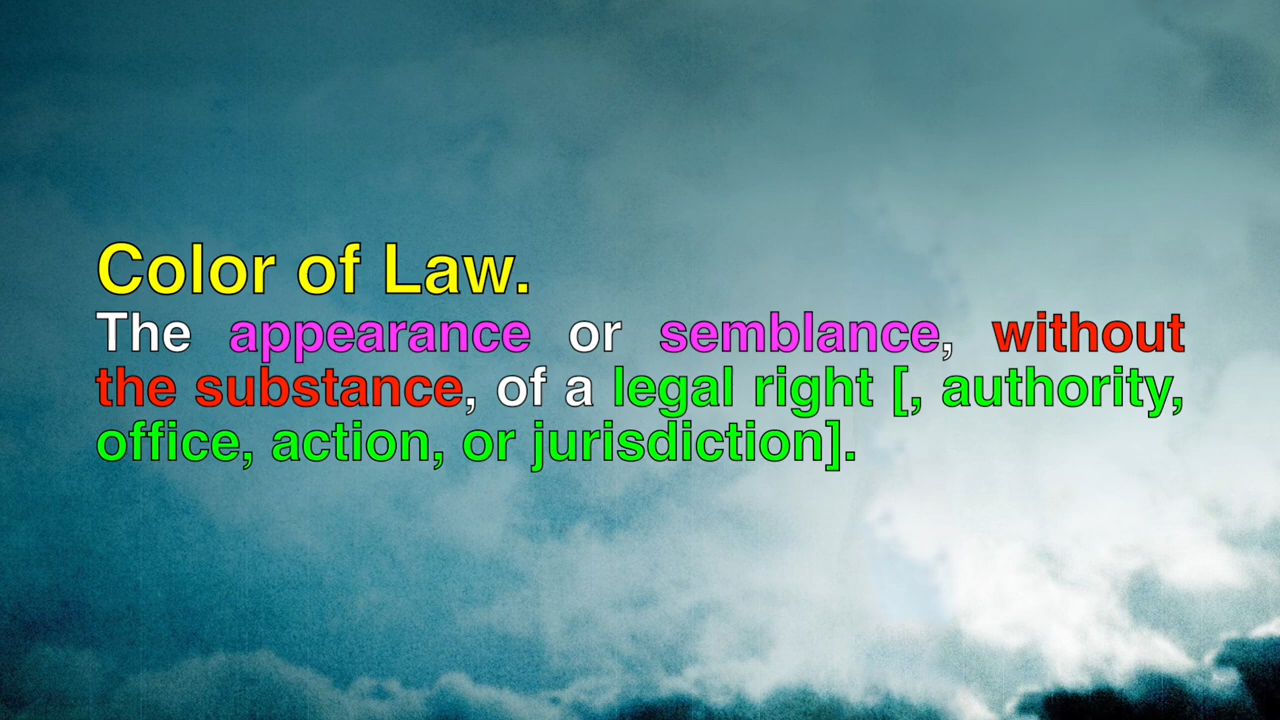 Color of Law.
The appearance or semblance, without
the substance, of a legal right [, authority,
office, action, or jurisdiction].